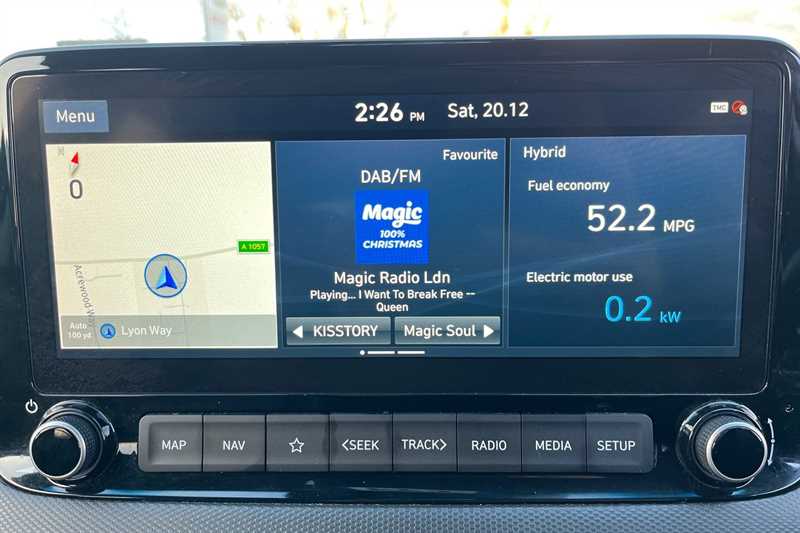 Menu
2:26 PM
Sat, 20.12
TMC
N
0
A 1057
Acrewood Way
Auto
100 yd
Lyon Way
Favourite
DAB/FM
Magic
100%
CHRISTMAS
Magic Radio Ldn
Playing... I Want To Break Free --
Queen
KISSTORY
Magic Soul
Hybrid
Fuel economy
52.2 MPG
Electric motor use
0.2 kW
MAP
NAV
<SEEK
TRACK>
RADIO
MEDIA
SETUP